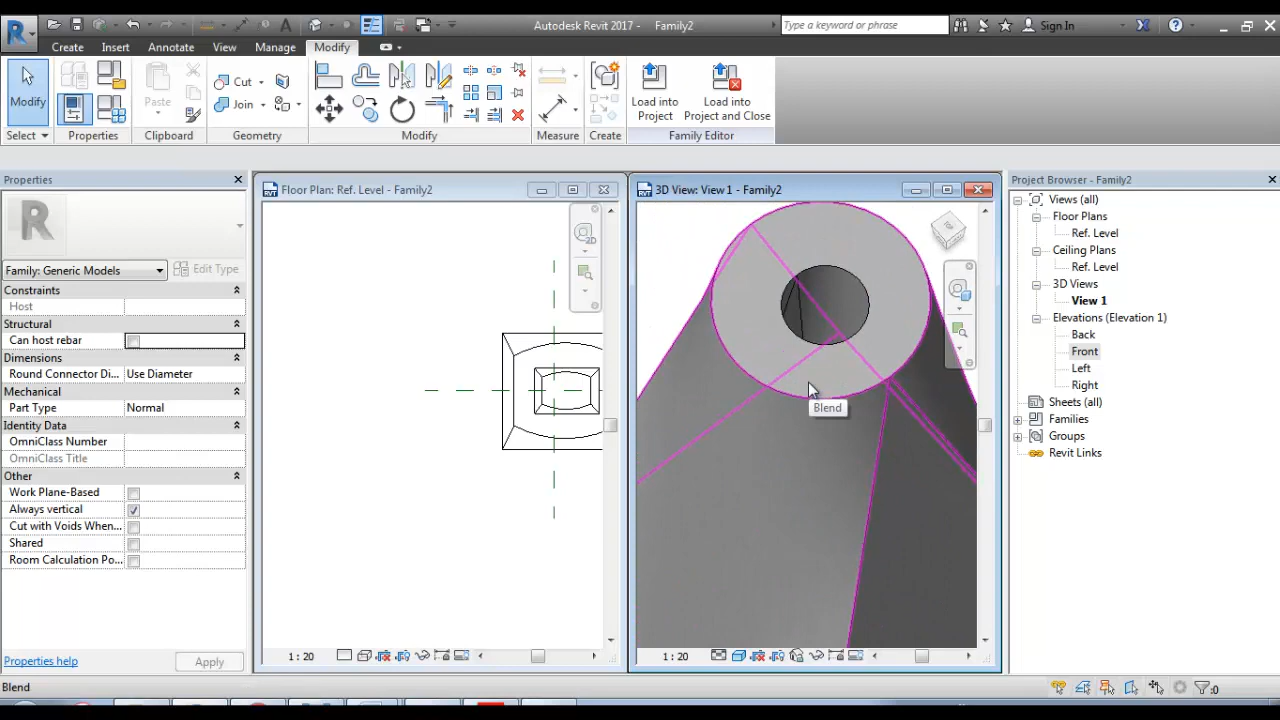 Autodesk Revit 2017 - Family2
Type a keyword or phrase
Sign In
Create
Insert
Annotate
View
Manage
Modify
Modify
Select
Properties
Paste
Clipboard
Cut
Join
Geometry
Modify
Measure
Create
Load into
Project
Load into
Project and Close
Family Editor
Properties
R
Family: Generic Models
Edit Type
Constraints
Host
Structural
Can host rebar
Dimensions
Round Connector Di... Use Diameter
Mechanical
Part Type Normal
Identity Data
OmniClass Number
OmniClass Title
Other
Work Plane-Based
Always vertical
Cut with Voids When...
Shared
Room Calculation Po...
Properties help
Apply
Floor Plan: Ref. Level - Family2
2D
1 : 20
3D View: View 1 - Family2
Blend
1 : 20
Project Browser - Family2
Views (all)
Floor Plans
Ref. Level
Ceiling Plans
Ref. Level
3D Views
View 1
Elevations (Elevation 1)
Back
Front
Left
Right
Sheets (all)
Families
Groups
Revit Links
Blend
:0